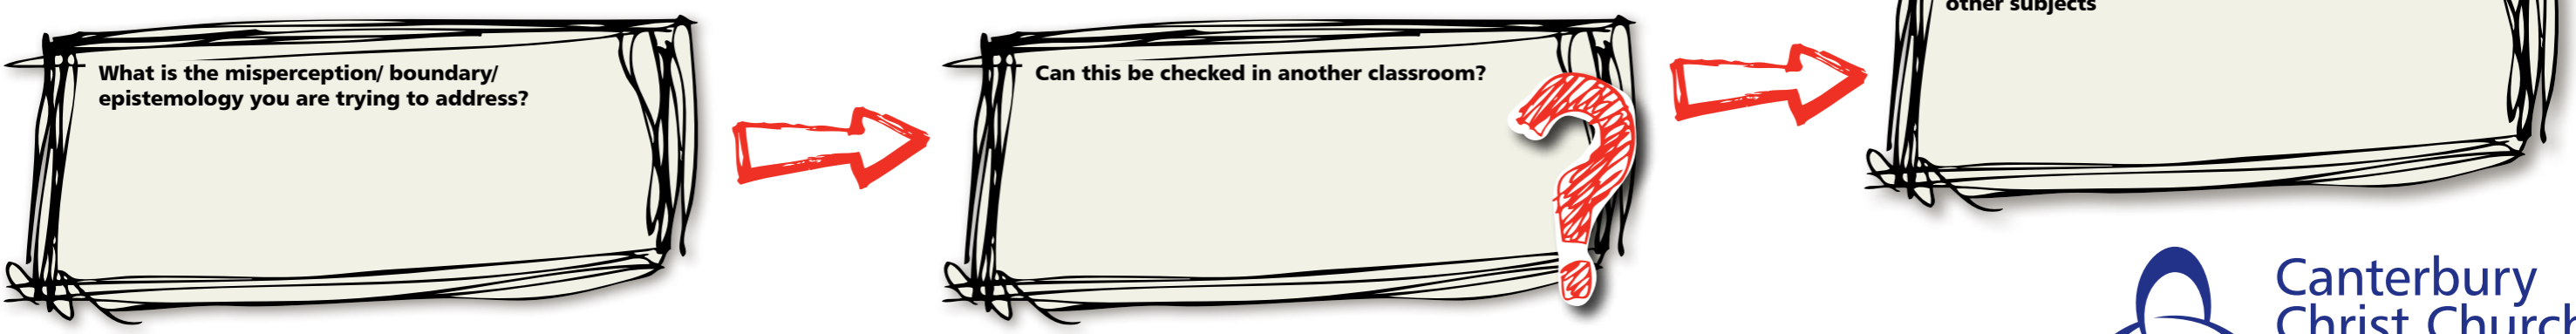 What is the misperception/ boundary/
epistemology you are trying to address?
Can this be checked in another classroom?
other subjects
Canterbury
Christ Church